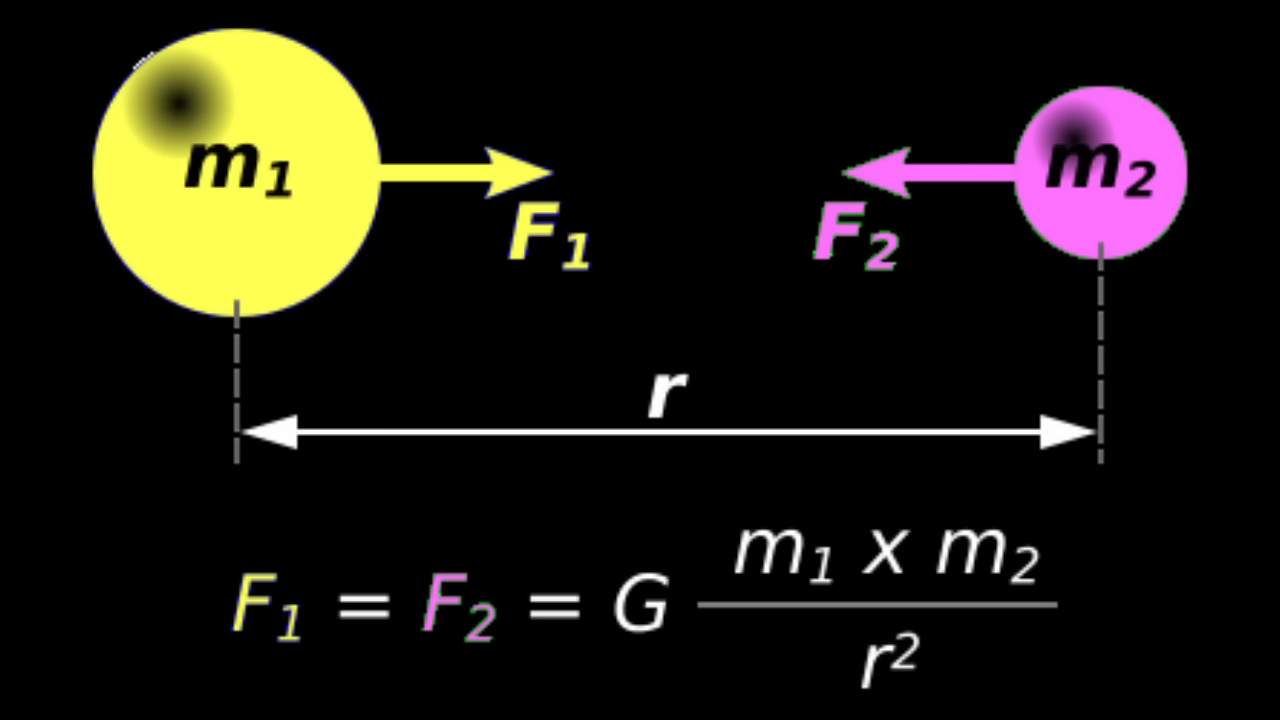 m₁
m₂
F₁
F₂
r
F₁ = F₂ = G (m₁ x m₂) / r²